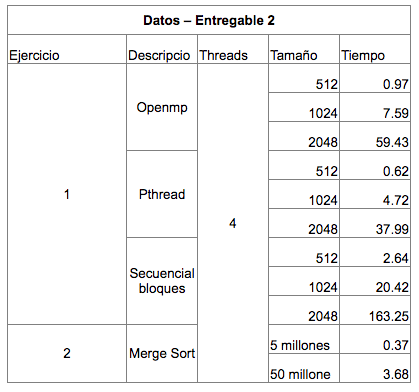 Datos – Entregable 2
Ejercicio Descripcio Threads Tamaño Tiempo
1 Openmp 4 512 0.97
1024 7.59
2048 59.43
Pthread 512 0.62
1024 4.72
2048 37.99
Secuencial bloques 512 2.64
1024 20.42
2048 163.25
2 Merge Sort 5 millones 0.37
50 millone 3.68